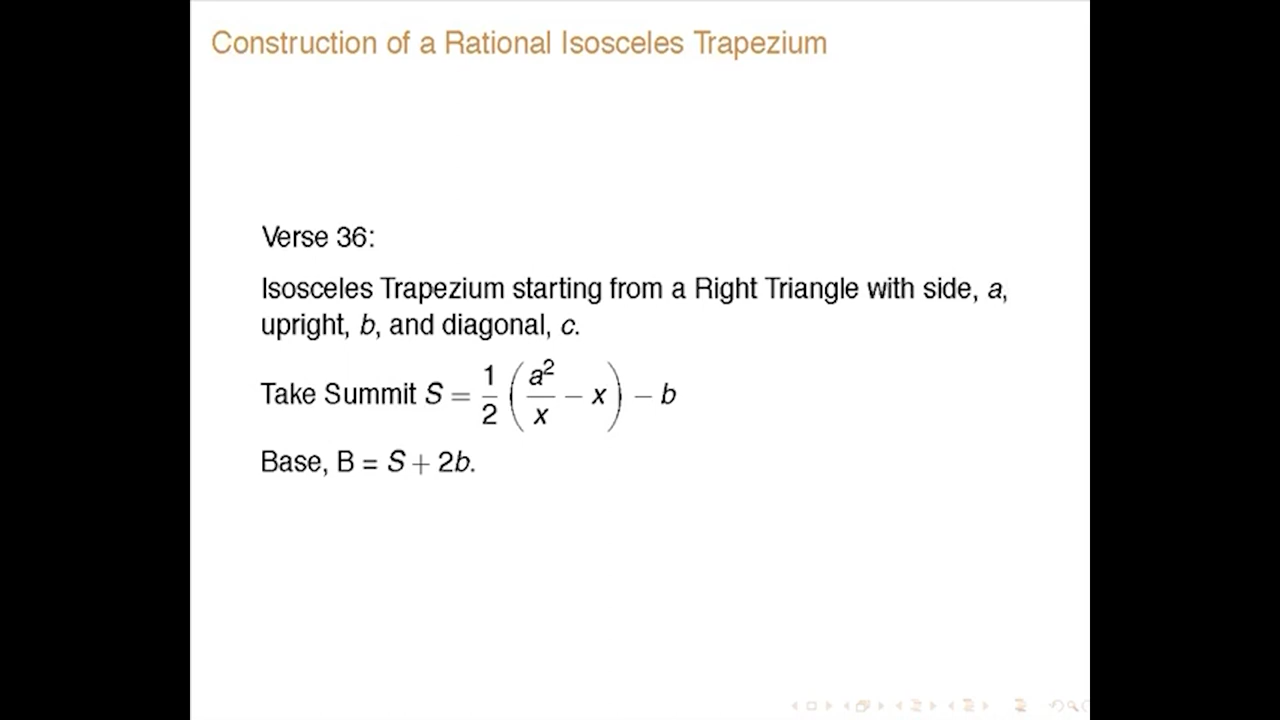 Construction of a Rational Isosceles Trapezium
Verse 36:
Isosceles Trapezium starting from a Right Triangle with side, a,
upright, b, and diagonal, c.
Take Summit S = 1/2 (a²/x − x) − b
Base, B = S + 2b.